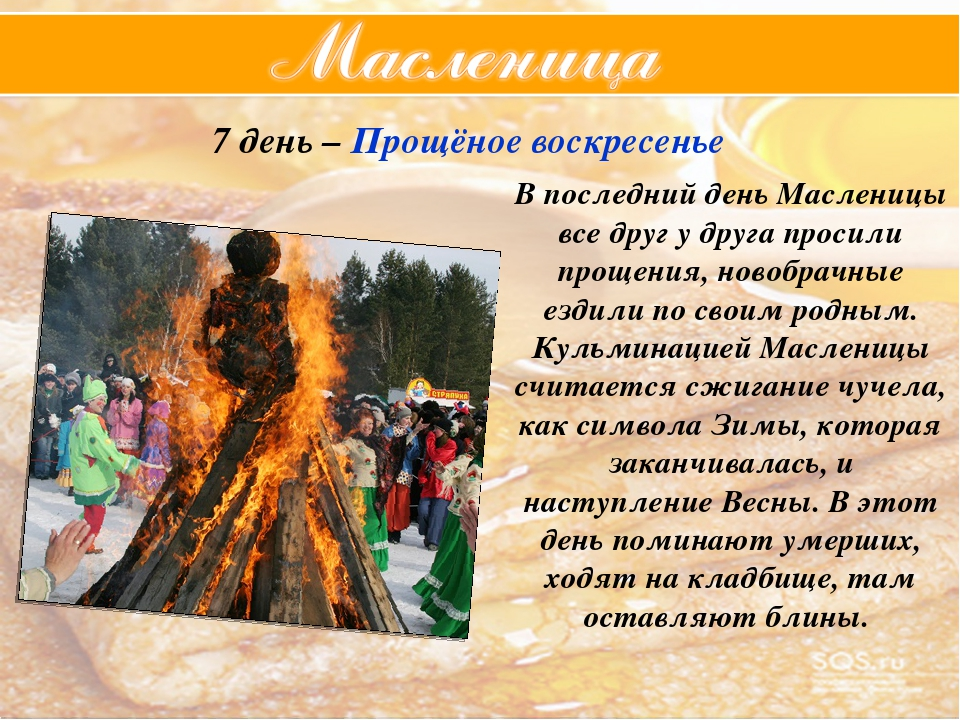 Масленица
7 день – Прощёное воскресенье
В последний день Масленицы
все друг у друга просили
прощения, новобрачные
ездили по своим родным.
Кульминацией Масленицы
считается сжигание чучела,
как символа Зимы, которая
заканчивалась, и
наступление Весны. В этот
день поминают умерших,
ходят на кладбище, там
оставляют блины.
СТРЯПУХО
SQS.ru